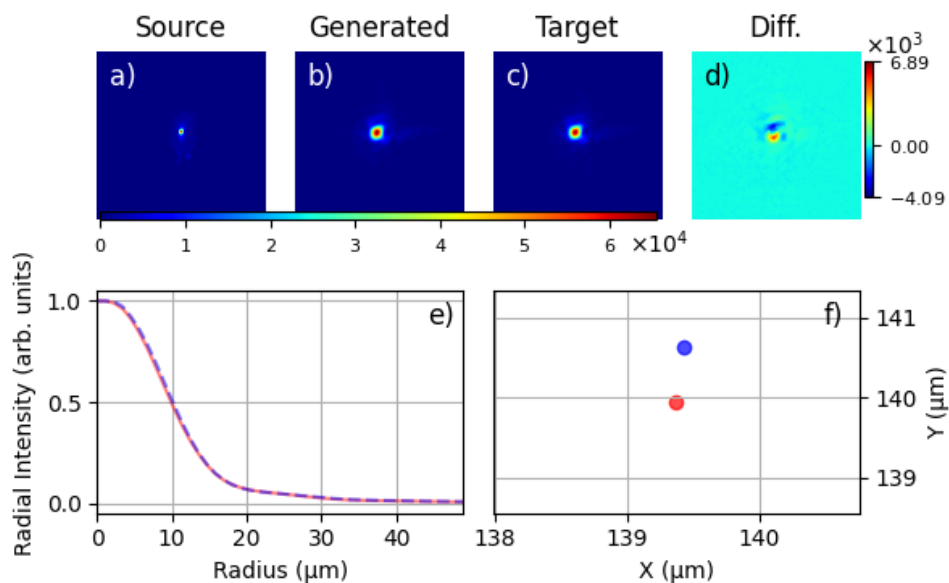 Source Generated Target Diff.
a) b) c) d)
×10³
6.89
0.00
−4.09
0 1 2 3 4 5 6 ×10⁴
Radial Intensity (arb. units)
1.0
0.5
0.0
e)
0 10 20 30 40
Radius (μm)
f)
141
140
139
Y (μm)
138 139 140
X (μm)